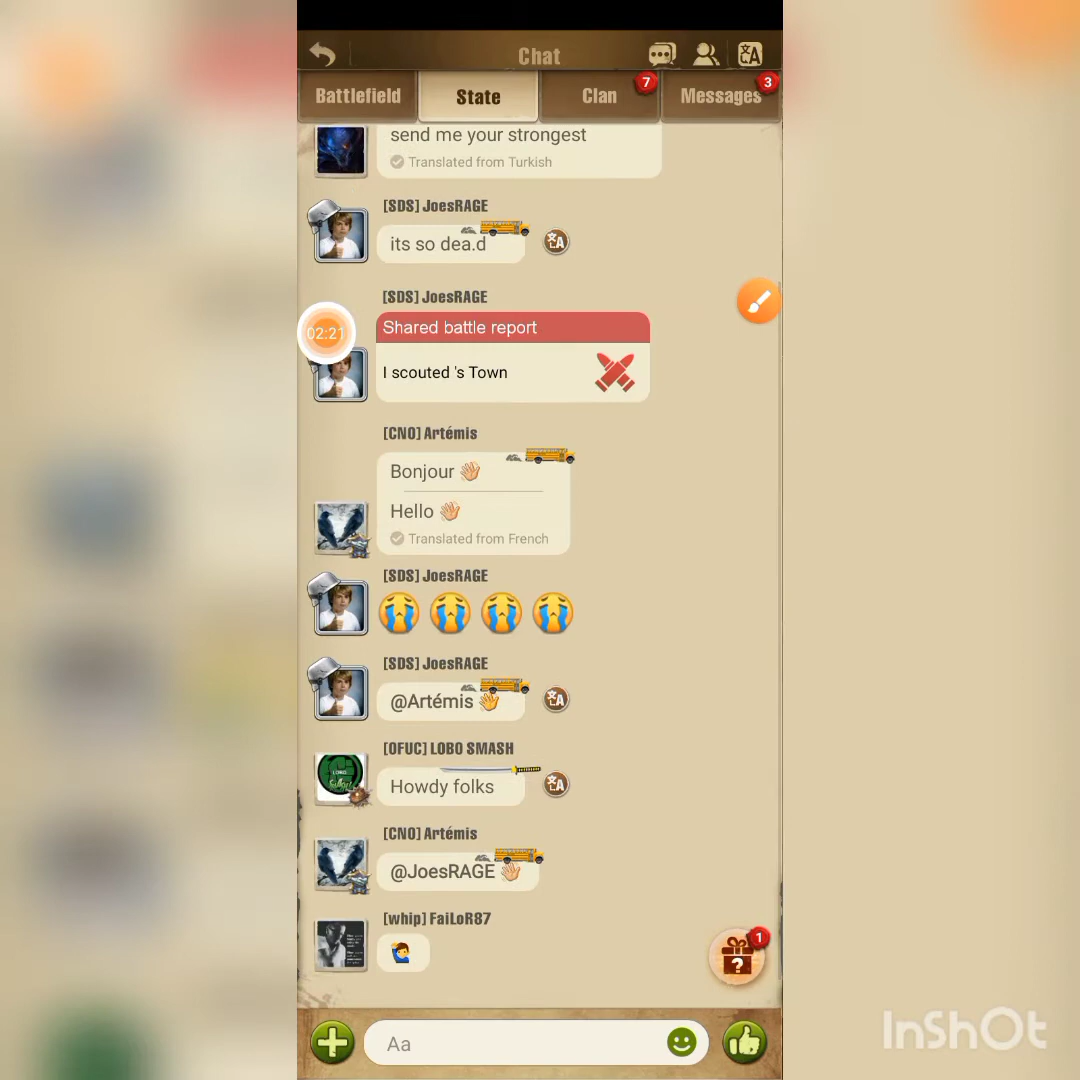 Chat
Battlefield
State
Clan
7
Messages
3
send me your strongest
Translated from Turkish
[SDS] JoesRAGE
its so dea.d
[SDS] JoesRAGE
02:21
Shared battle report
I scouted 's Town
[CNO] Artémis
Bonjour 👋🏻
Hello 👋🏻
Translated from French
[SDS] JoesRAGE
[SDS] JoesRAGE
@Artémis 👋
[OFUC] LOBO SMASH
Howdy folks
[CNO] Artémis
@JoesRAGE 👋🏻
[whip] FaiLoR87
1
?
Aa
InShOt